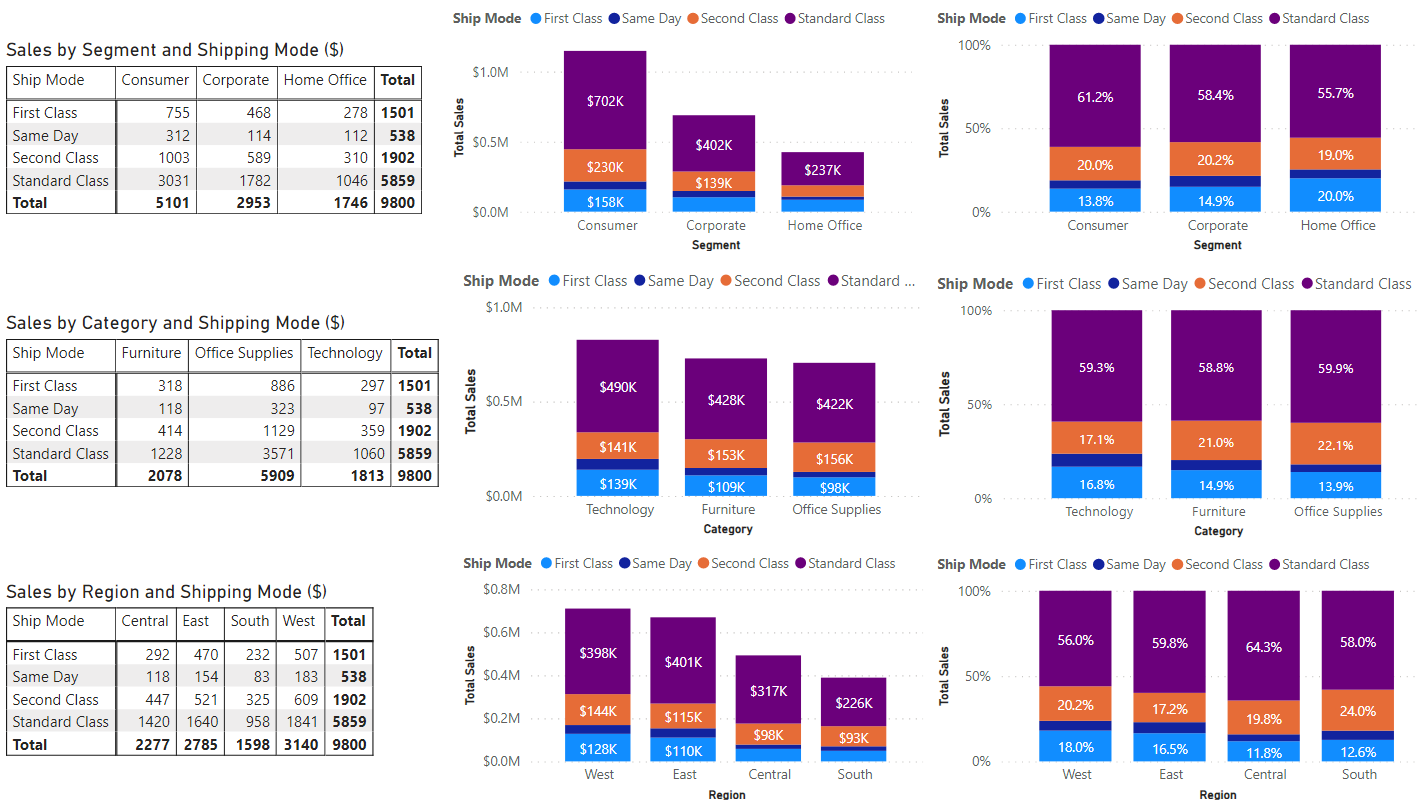 Sales by Segment and Shipping Mode ($)
Ship Mode Consumer Corporate Home Office Total
First Class 755 468 278 1501
Same Day 312 114 112 538
Second Class 1003 589 310 1902
Standard Class 3031 1782 1046 5859
Total 5101 2953 1746 9800
Ship Mode First Class Same Day Second Class Standard Class
Total Sales
$1.0M
$0.5M
$0.0M
$702K
$230K
$158K
$402K
$139K
$237K
Consumer Corporate Home Office
Segment
Ship Mode First Class Same Day Second Class Standard Class
Total Sales
100%
50%
0%
61.2% 58.4% 55.7%
20.0% 20.2% 19.0%
13.8% 14.9% 20.0%
Consumer Corporate Home Office
Segment
Sales by Category and Shipping Mode ($)
Ship Mode Furniture Office Supplies Technology Total
First Class 318 886 297 1501
Same Day 118 323 97 538
Second Class 414 1129 359 1902
Standard Class 1228 3571 1060 5859
Total 2078 5909 1813 9800
Ship Mode First Class Same Day Second Class Standard ...
Total Sales
$1.0M
$0.5M
$0.0M
$490K $428K $422K
$141K $153K $156K
$139K $109K $98K
Technology Furniture Office Supplies
Category
Ship Mode First Class Same Day Second Class Standard Class
Total Sales
100%
50%
0%
59.3% 58.8% 59.9%
17.1% 21.0% 22.1%
16.8% 14.9% 13.9%
Technology Furniture Office Supplies
Category
Sales by Region and Shipping Mode ($)
Ship Mode Central East South West Total
First Class 292 470 232 507 1501
Same Day 118 154 83 183 538
Second Class 447 521 325 609 1902
Standard Class 1420 1640 958 1841 5859
Total 2277 2785 1598 3140 9800
Ship Mode First Class Same Day Second Class Standard Class
Total Sales
$0.8M
$0.6M
$0.4M
$0.2M
$0.0M
$398K $401K $317K $226K
$144K $115K $98K $93K
$128K $110K
West East Central South
Region
Ship Mode First Class Same Day Second Class Standard Class
Total Sales
100%
50%
0%
56.0% 59.8% 64.3% 58.0%
20.2% 17.2% 19.8% 24.0%
18.0% 16.5% 11.8% 12.6%
West East Central South
Region